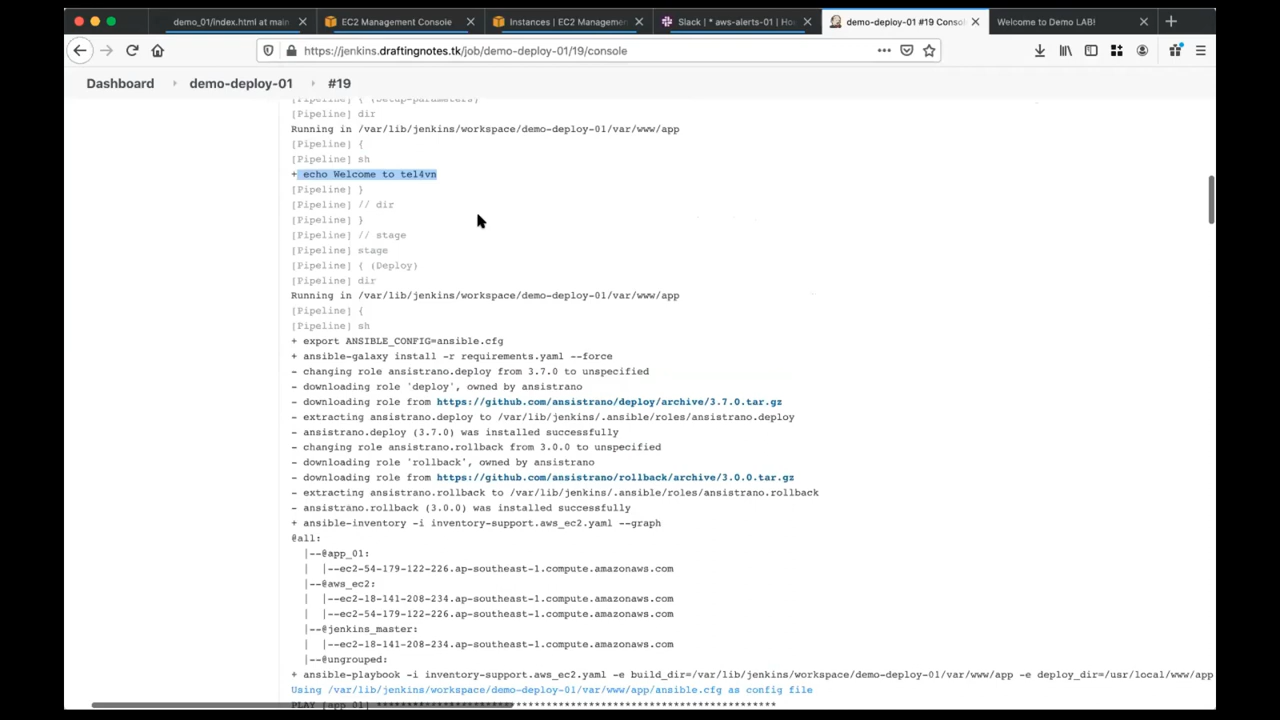 demo_01/index.html at main
EC2 Management Console
Instances | EC2 Managemen
Slack | * aws-alerts-01 | Ho
demo-deploy-01 #19 Consol
Welcome to Demo LAB!
https://jenkins.draftingnotes.tk/job/demo-deploy-01/19/console
Dashboard
demo-deploy-01
#19
[Pipeline] { (Setup-parameters)
[Pipeline] dir
Running in /var/lib/jenkins/workspace/demo-deploy-01/var/www/app
[Pipeline] {
[Pipeline] sh
+ echo Welcome to tel4vn
[Pipeline] }
[Pipeline] // dir
[Pipeline] }
[Pipeline] // stage
[Pipeline] stage
[Pipeline] { (Deploy)
[Pipeline] dir
Running in /var/lib/jenkins/workspace/demo-deploy-01/var/www/app
[Pipeline] {
[Pipeline] sh
+ export ANSIBLE_CONFIG=ansible.cfg
+ ansible-galaxy install -r requirements.yaml --force
- changing role ansistrano.deploy from 3.7.0 to unspecified
- downloading role 'deploy', owned by ansistrano
- downloading role from https://github.com/ansistrano/deploy/archive/3.7.0.tar.gz
- extracting ansistrano.deploy to /var/lib/jenkins/.ansible/roles/ansistrano.deploy
- ansistrano.deploy (3.7.0) was installed successfully
- changing role ansistrano.rollback from 3.0.0 to unspecified
- downloading role 'rollback', owned by ansistrano
- downloading role from https://github.com/ansistrano/rollback/archive/3.0.0.tar.gz
- extracting ansistrano.rollback to /var/lib/jenkins/.ansible/roles/ansistrano.rollback
- ansistrano.rollback (3.0.0) was installed successfully
+ ansible-inventory -i inventory-support.aws_ec2.yaml --graph
@all:
|--@app_01:
| |--ec2-54-179-122-226.ap-southeast-1.compute.amazonaws.com
|--@aws_ec2:
| |--ec2-18-141-208-234.ap-southeast-1.compute.amazonaws.com
| |--ec2-54-179-122-226.ap-southeast-1.compute.amazonaws.com
|--@jenkins_master:
| |--ec2-18-141-208-234.ap-southeast-1.compute.amazonaws.com
|--@ungrouped:
+ ansible-playbook -i inventory-support.aws_ec2.yaml -e build_dir=/var/lib/jenkins/workspace/demo-deploy-01/var/www/app -e deploy_dir=/usr/local/www/app
Using /var/lib/jenkins/workspace/demo-deploy-01/var/www/app/ansible.cfg as config file
PLAY [app_01]